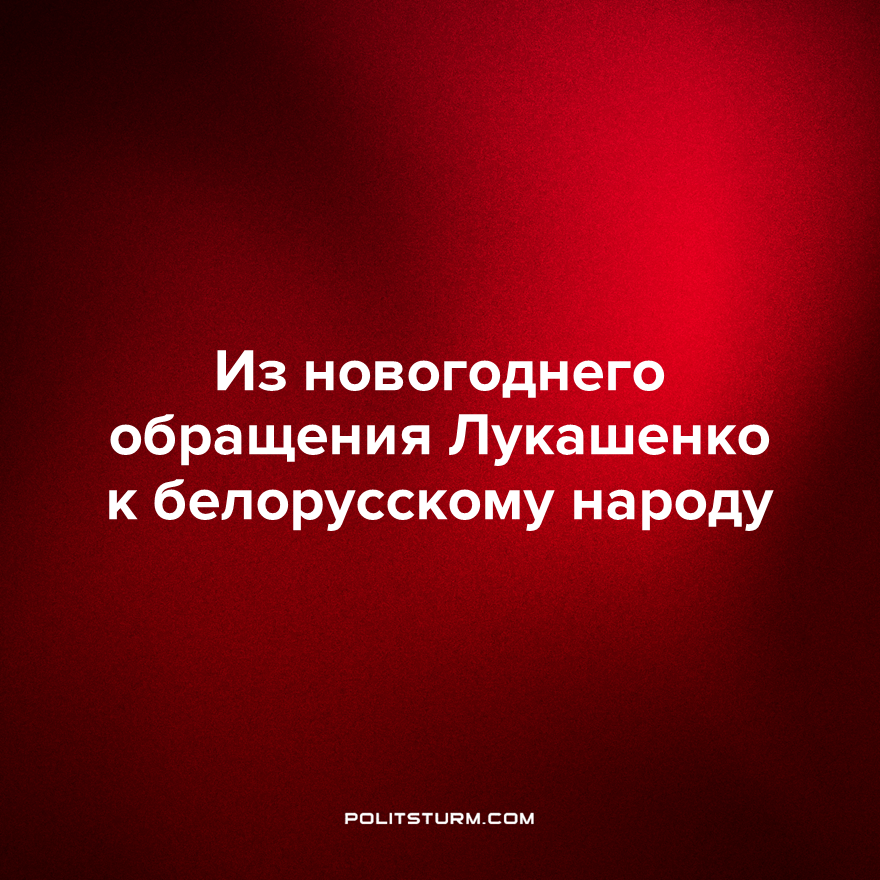 Из новогоднего
обращения Лукашенко
к белорусскому народу
POLITSTURM.COM